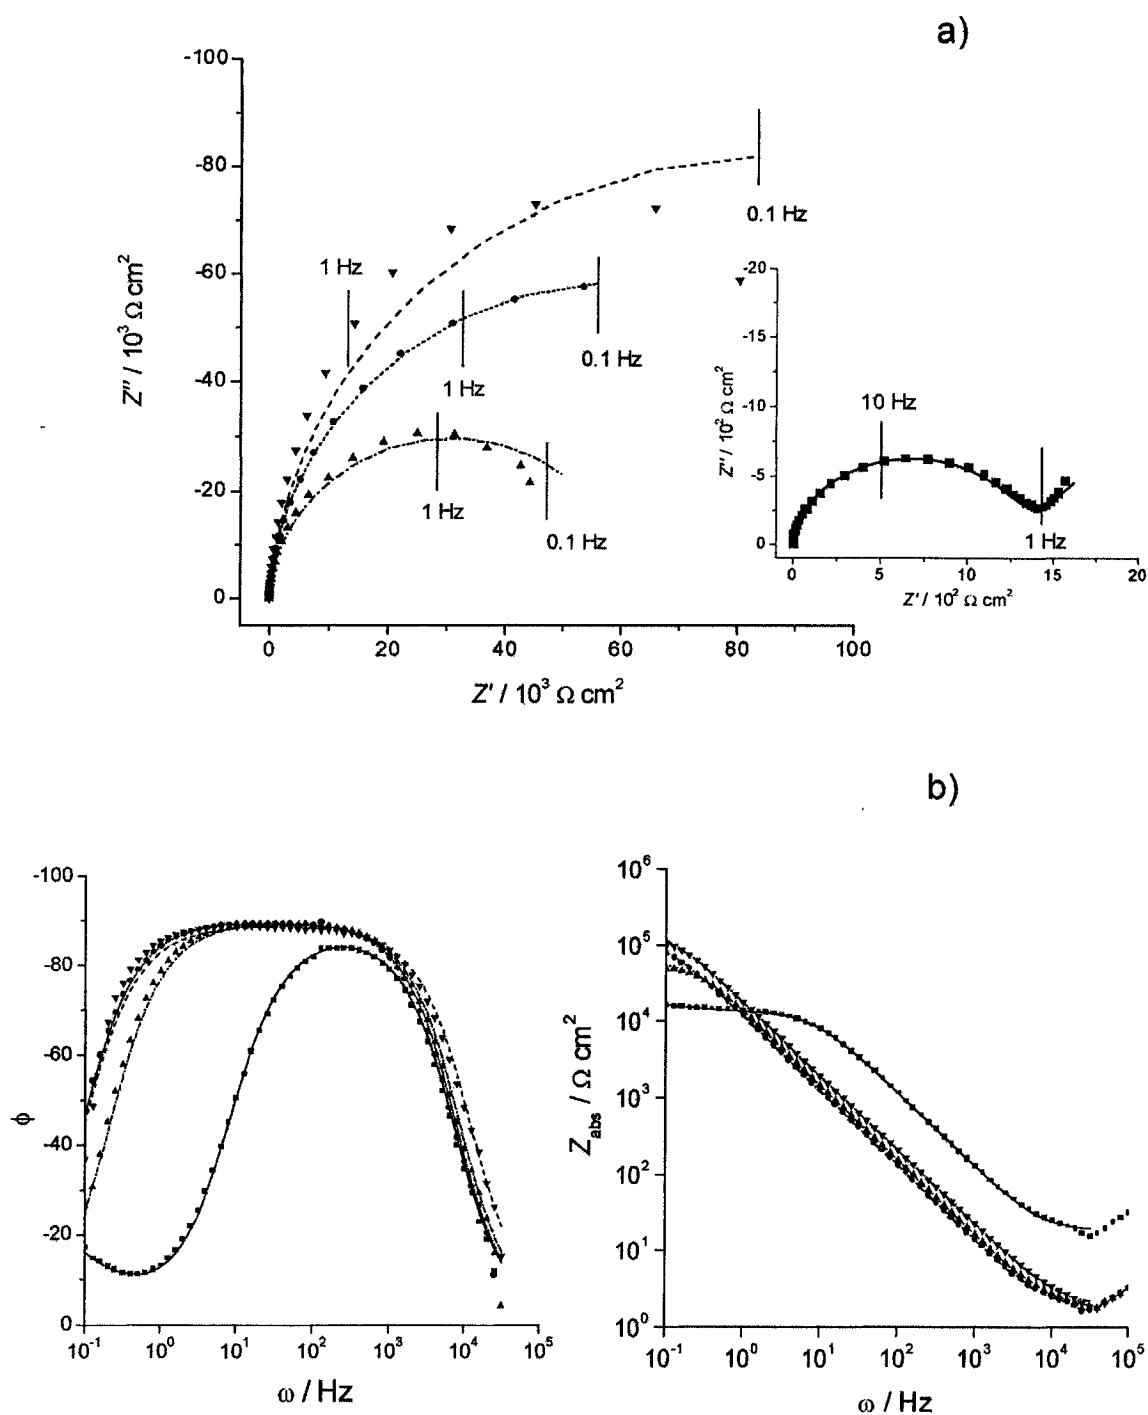 a)
-100
-80
-60
-40
-20
0
Z'' / 10³ Ω cm²
0 20 40 60 80 100
Z' / 10³ Ω cm²
1 Hz
0.1 Hz
1 Hz
0.1 Hz
1 Hz
0.1 Hz
-20
-15
-10
-5
0
Z'' / 10² Ω cm²
10 Hz
1 Hz
0 5 10 15 20
Z' / 10² Ω cm²
b)
-100
-80
-60
-40
-20
0
ϕ
10⁻¹ 10⁰ 10¹ 10² 10³ 10⁴ 10⁵
ω / Hz
10⁶
10⁵
10⁴
10³
10²
10¹
10⁰
Z_abs / Ω cm²
10⁻¹ 10⁰ 10¹ 10² 10³ 10⁴ 10⁵
ω / Hz